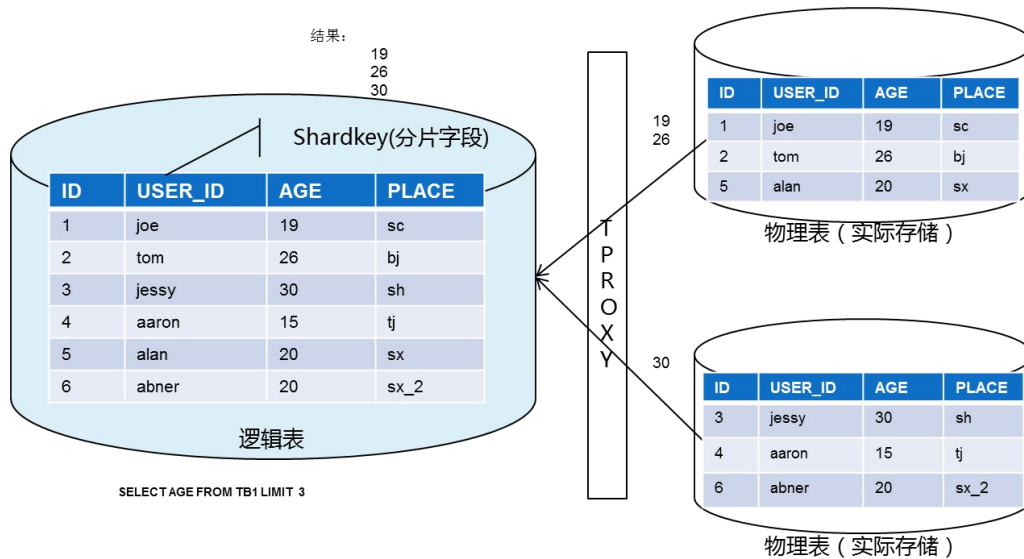 结果：
19
26
30
Shardkey(分片字段)
ID USER_ID AGE PLACE
1 joe 19 sc
2 tom 26 bj
3 jessy 30 sh
4 aaron 15 tj
5 alan 20 sx
6 abner 20 sx_2
逻辑表
SELECT AGE FROM TB1 LIMIT 3
TPROXY
19
26
30
ID USER_ID AGE PLACE
1 joe 19 sc
2 tom 26 bj
5 alan 20 sx
物理表（实际存储）
ID USER_ID AGE PLACE
3 jessy 30 sh
4 aaron 15 tj
6 abner 20 sx_2
物理表（实际存储）